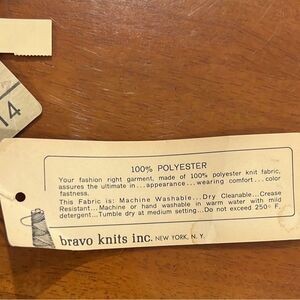 14
100% POLYESTER
Your fashion right garment, made of 100% polyester knit fabric,
assures the ultimate in...appearance...wearing comfort...color
fastness.
This Fabric is: Machine Washable...Dry Cleanable...Crease
Resistant...Machine or hand washable in warm water with mild
detergent...Tumble dry at medium setting...Do not exceed 250° F.
bravo knits inc. NEW YORK, N. Y.